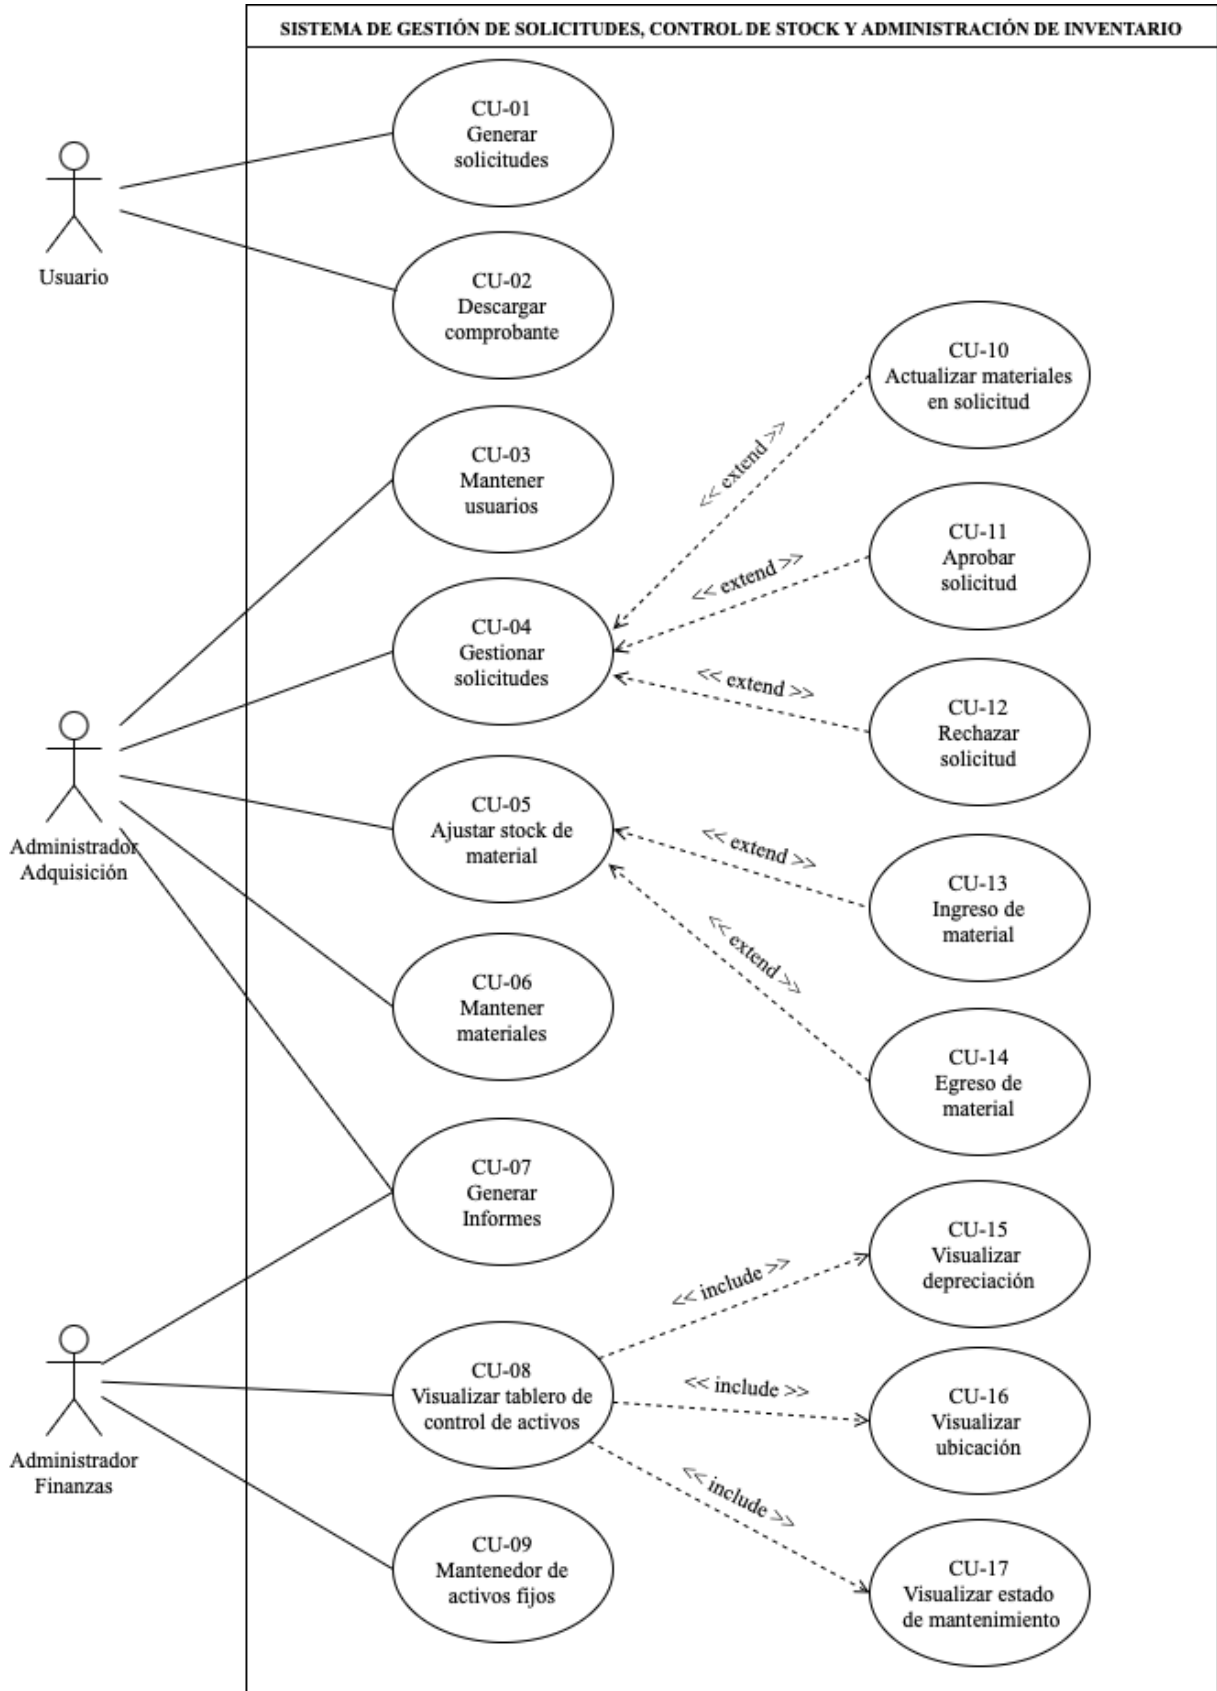 SISTEMA DE GESTIÓN DE SOLICITUDES, CONTROL DE STOCK Y ADMINISTRACIÓN DE INVENTARIO
CU-01
Generar
solicitudes
Usuario
CU-02
Descargar
comprobante
CU-10
Actualizar materiales
en solicitud
<< extend >>
CU-03
Mantener
usuarios
CU-11
Aprobar
solicitud
<< extend >>
CU-04
Gestionar
solicitudes
<< extend >>
CU-12
Rechazar
solicitud
Administrador
Adquisición
CU-05
Ajustar stock de
material
<< extend >>
CU-13
Ingreso de
material
<< extend >>
CU-06
Mantener
materiales
CU-14
Egreso de
material
CU-07
Generar
Informes
CU-15
Visualizar
depreciación
<< include >>
Administrador
Finanzas
CU-08
Visualizar tablero de
control de activos
<< include >>
CU-16
Visualizar
ubicación
<< include >>
CU-09
Mantenedor de
activos fijos
CU-17
Visualizar estado
de mantenimiento